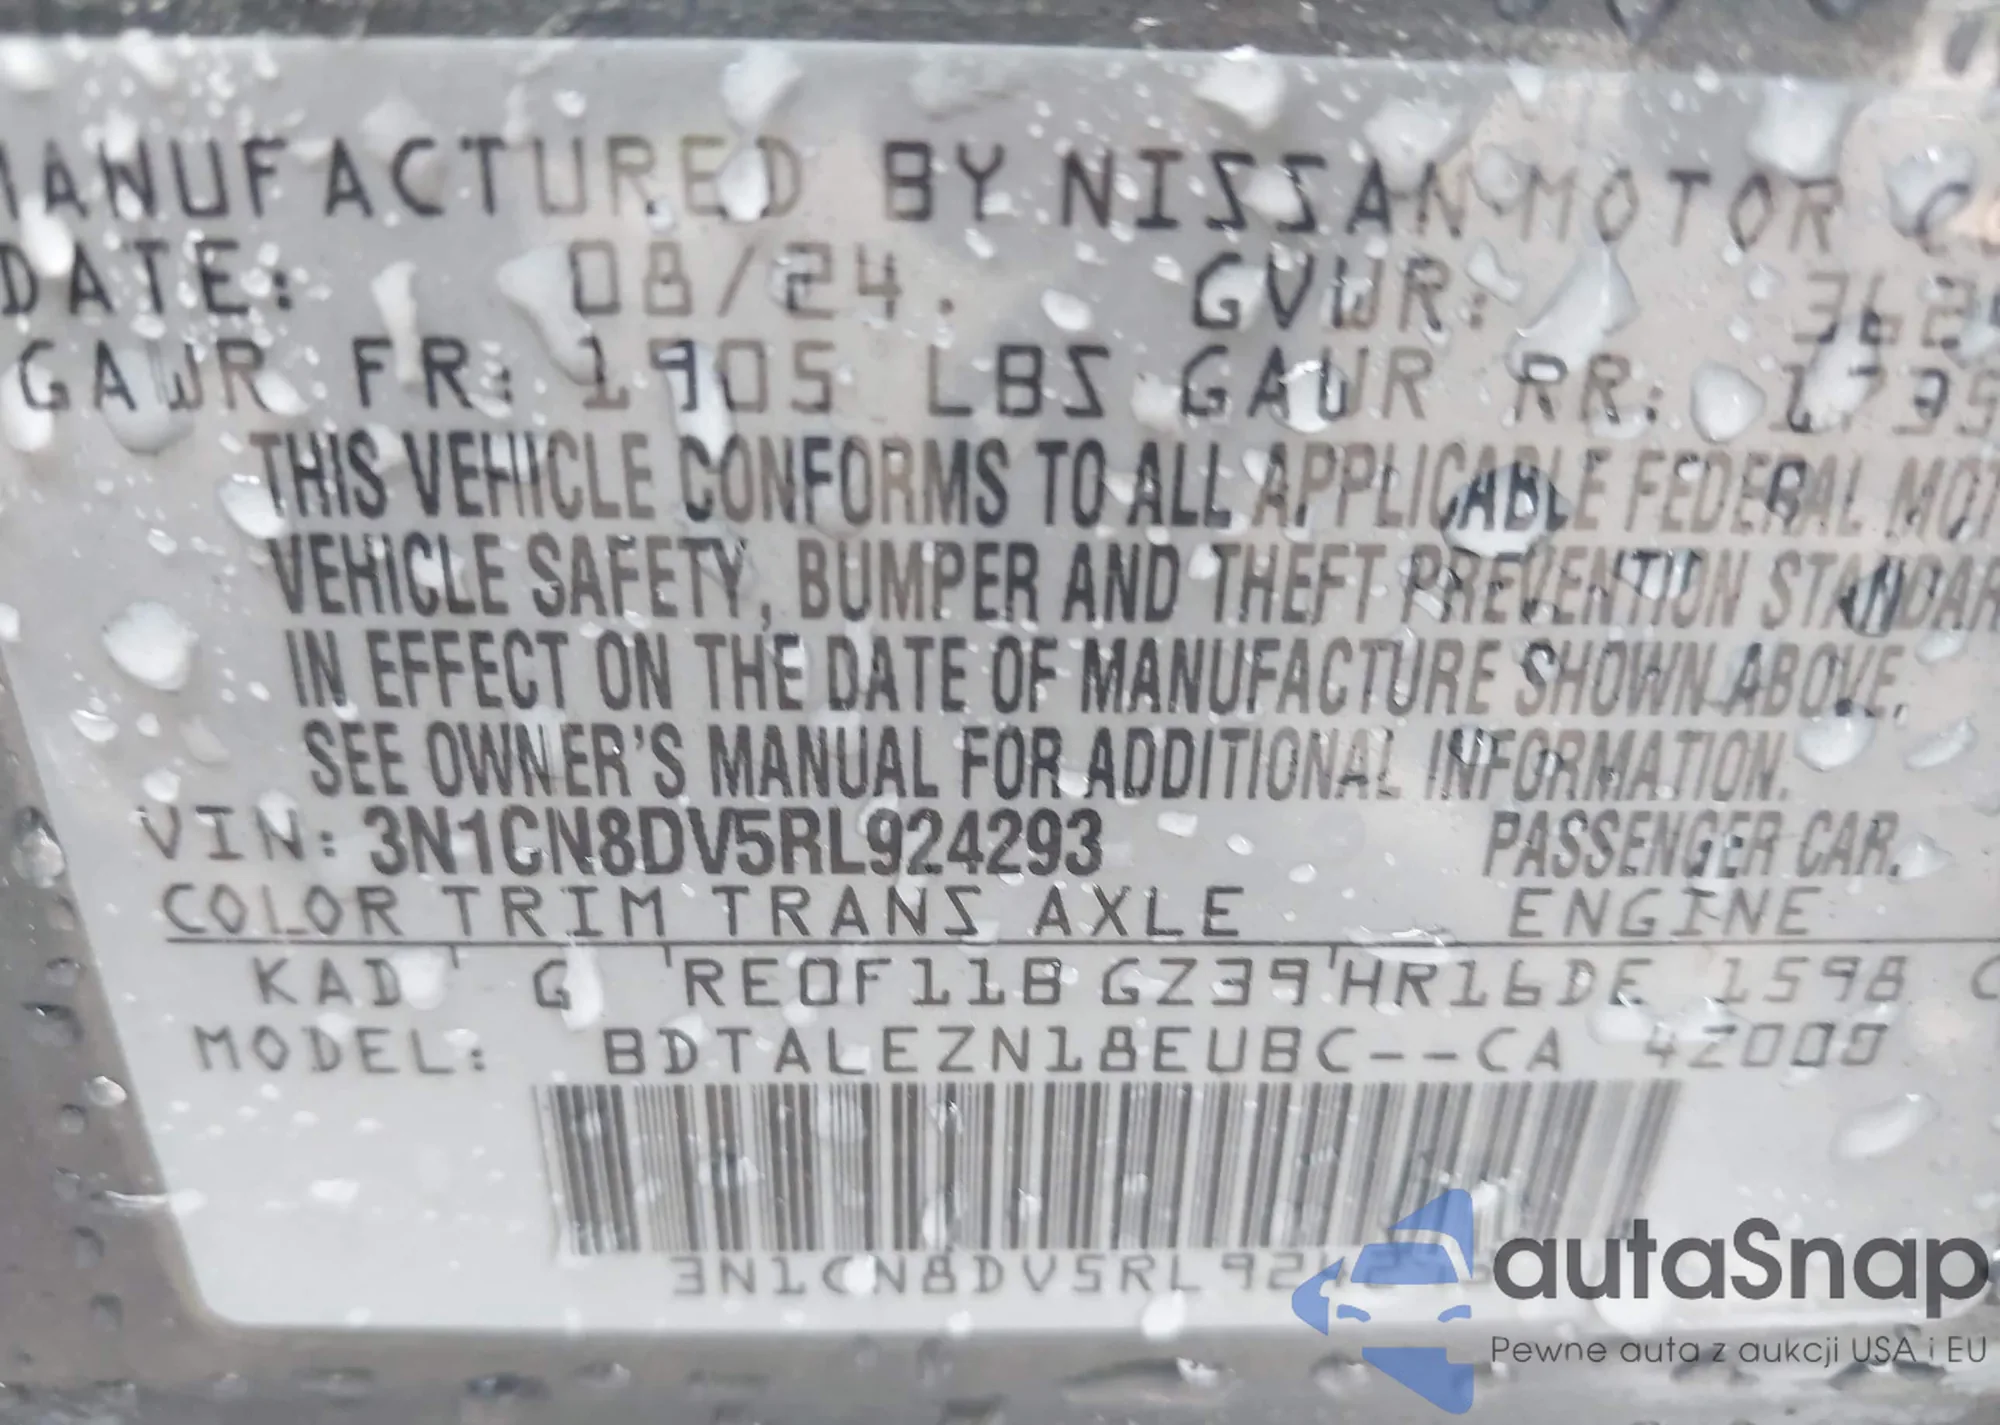 MANUFACTURED BY NISSAN MOTOR
DATE: 08/24. GVWR:
GAWR FR: 1905 LBS GAWR RR:
THIS VEHICLE CONFORMS TO ALL APPLICABLE FEDERAL MOT
VEHICLE SAFETY, BUMPER AND THEFT PREVENTION STANDAR
IN EFFECT ON THE DATE OF MANUFACTURE SHOWN ABOVE.
SEE OWNER'S MANUAL FOR ADDITIONAL INFORMATION.
VIN: 3N1CN8DV5RL924293 PASSENGER CAR.
COLOR TRIM TRANS AXLE ENGINE
KAD G RE0F11B GZ39 HR16DE 1598 C
MODEL: BDTALEZN18EUBC--CA 42000
3N1CN8DV5RL924293
autaSnap
Pewne auta z aukcji USA i EU